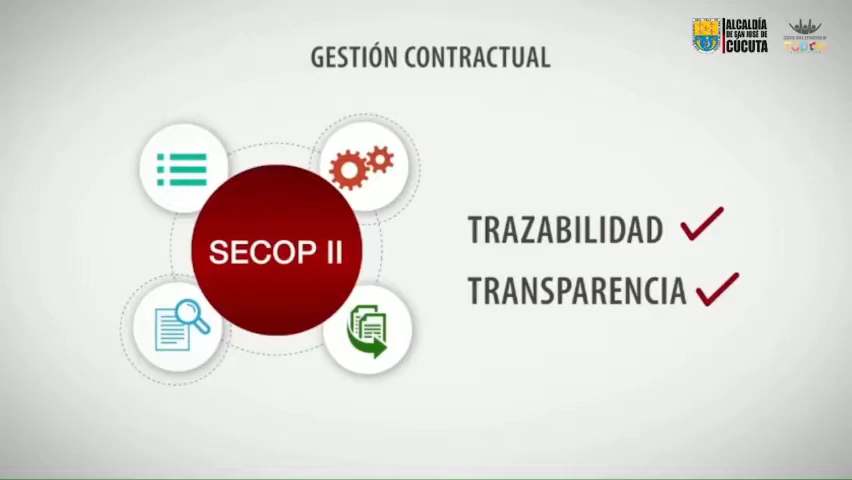 ALCALDÍA
DE SAN JOSÉ DE
CÚCUTA
GESTIÓN CONTRACTUAL
SECOP II
TRAZABILIDAD
TRANSPARENCIA